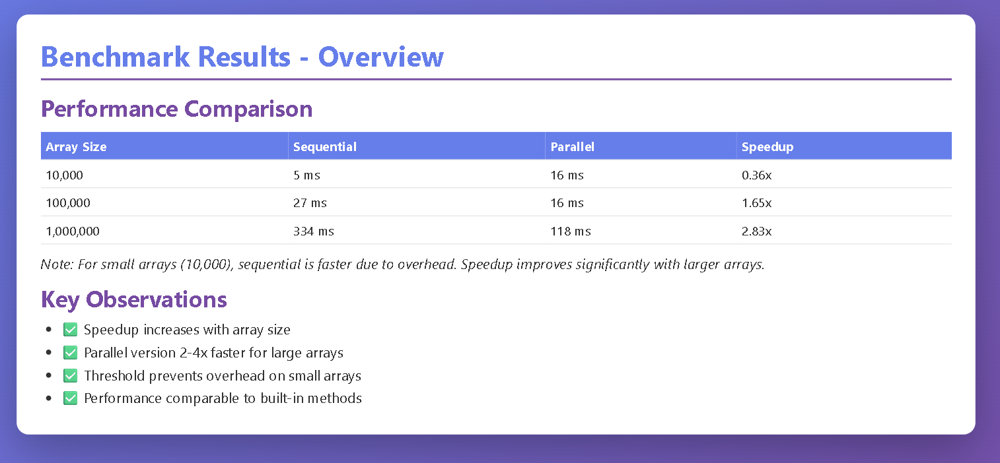 Benchmark Results - Overview
Performance Comparison
Array Size Sequential Parallel Speedup
10,000 5 ms 16 ms 0.36x
100,000 27 ms 16 ms 1.65x
1,000,000 334 ms 118 ms 2.83x
Note: For small arrays (10,000), sequential is faster due to overhead. Speedup improves significantly with larger arrays.
Key Observations
• ✅ Speedup increases with array size
• ✅ Parallel version 2-4x faster for large arrays
• ✅ Threshold prevents overhead on small arrays
• ✅ Performance comparable to built-in methods